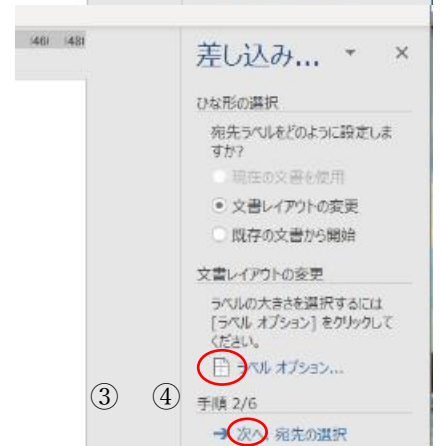 |46| |48|
差し込み...
ひな形の選択
宛先ラベルをどのように設定しま
すか?
現在の文書を使用
文書レイアウトの変更
既存の文書から開始
文書レイアウトの変更
ラベルの大きさを選択するには
[ラベル オプション] をクリックして
ください。
ラベル オプション...
③ ④ 手順 2/6
→ 次へ: 宛先の選択